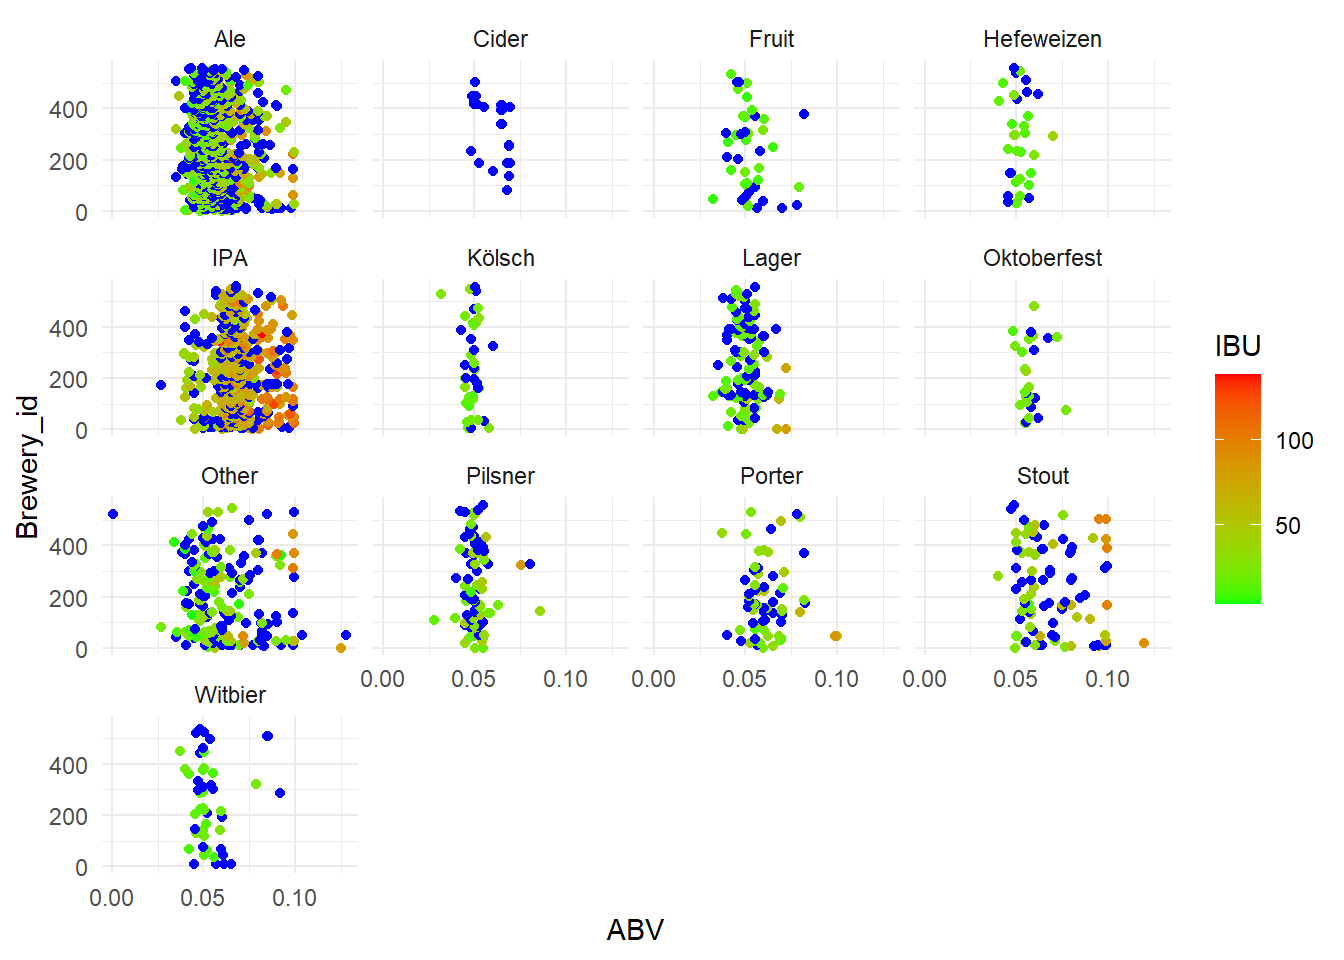 Ale Cider Fruit Hefeweizen
400
200
0
IPA Kölsch Lager Oktoberfest
400
200
0
Other Pilsner Porter Stout
400
200
0
0.00 0.05 0.10 0.00 0.05 0.10 0.00 0.05 0.10
Witbier
400
200
0
0.00 0.05 0.10
ABV
Brewery_id
IBU
100
50